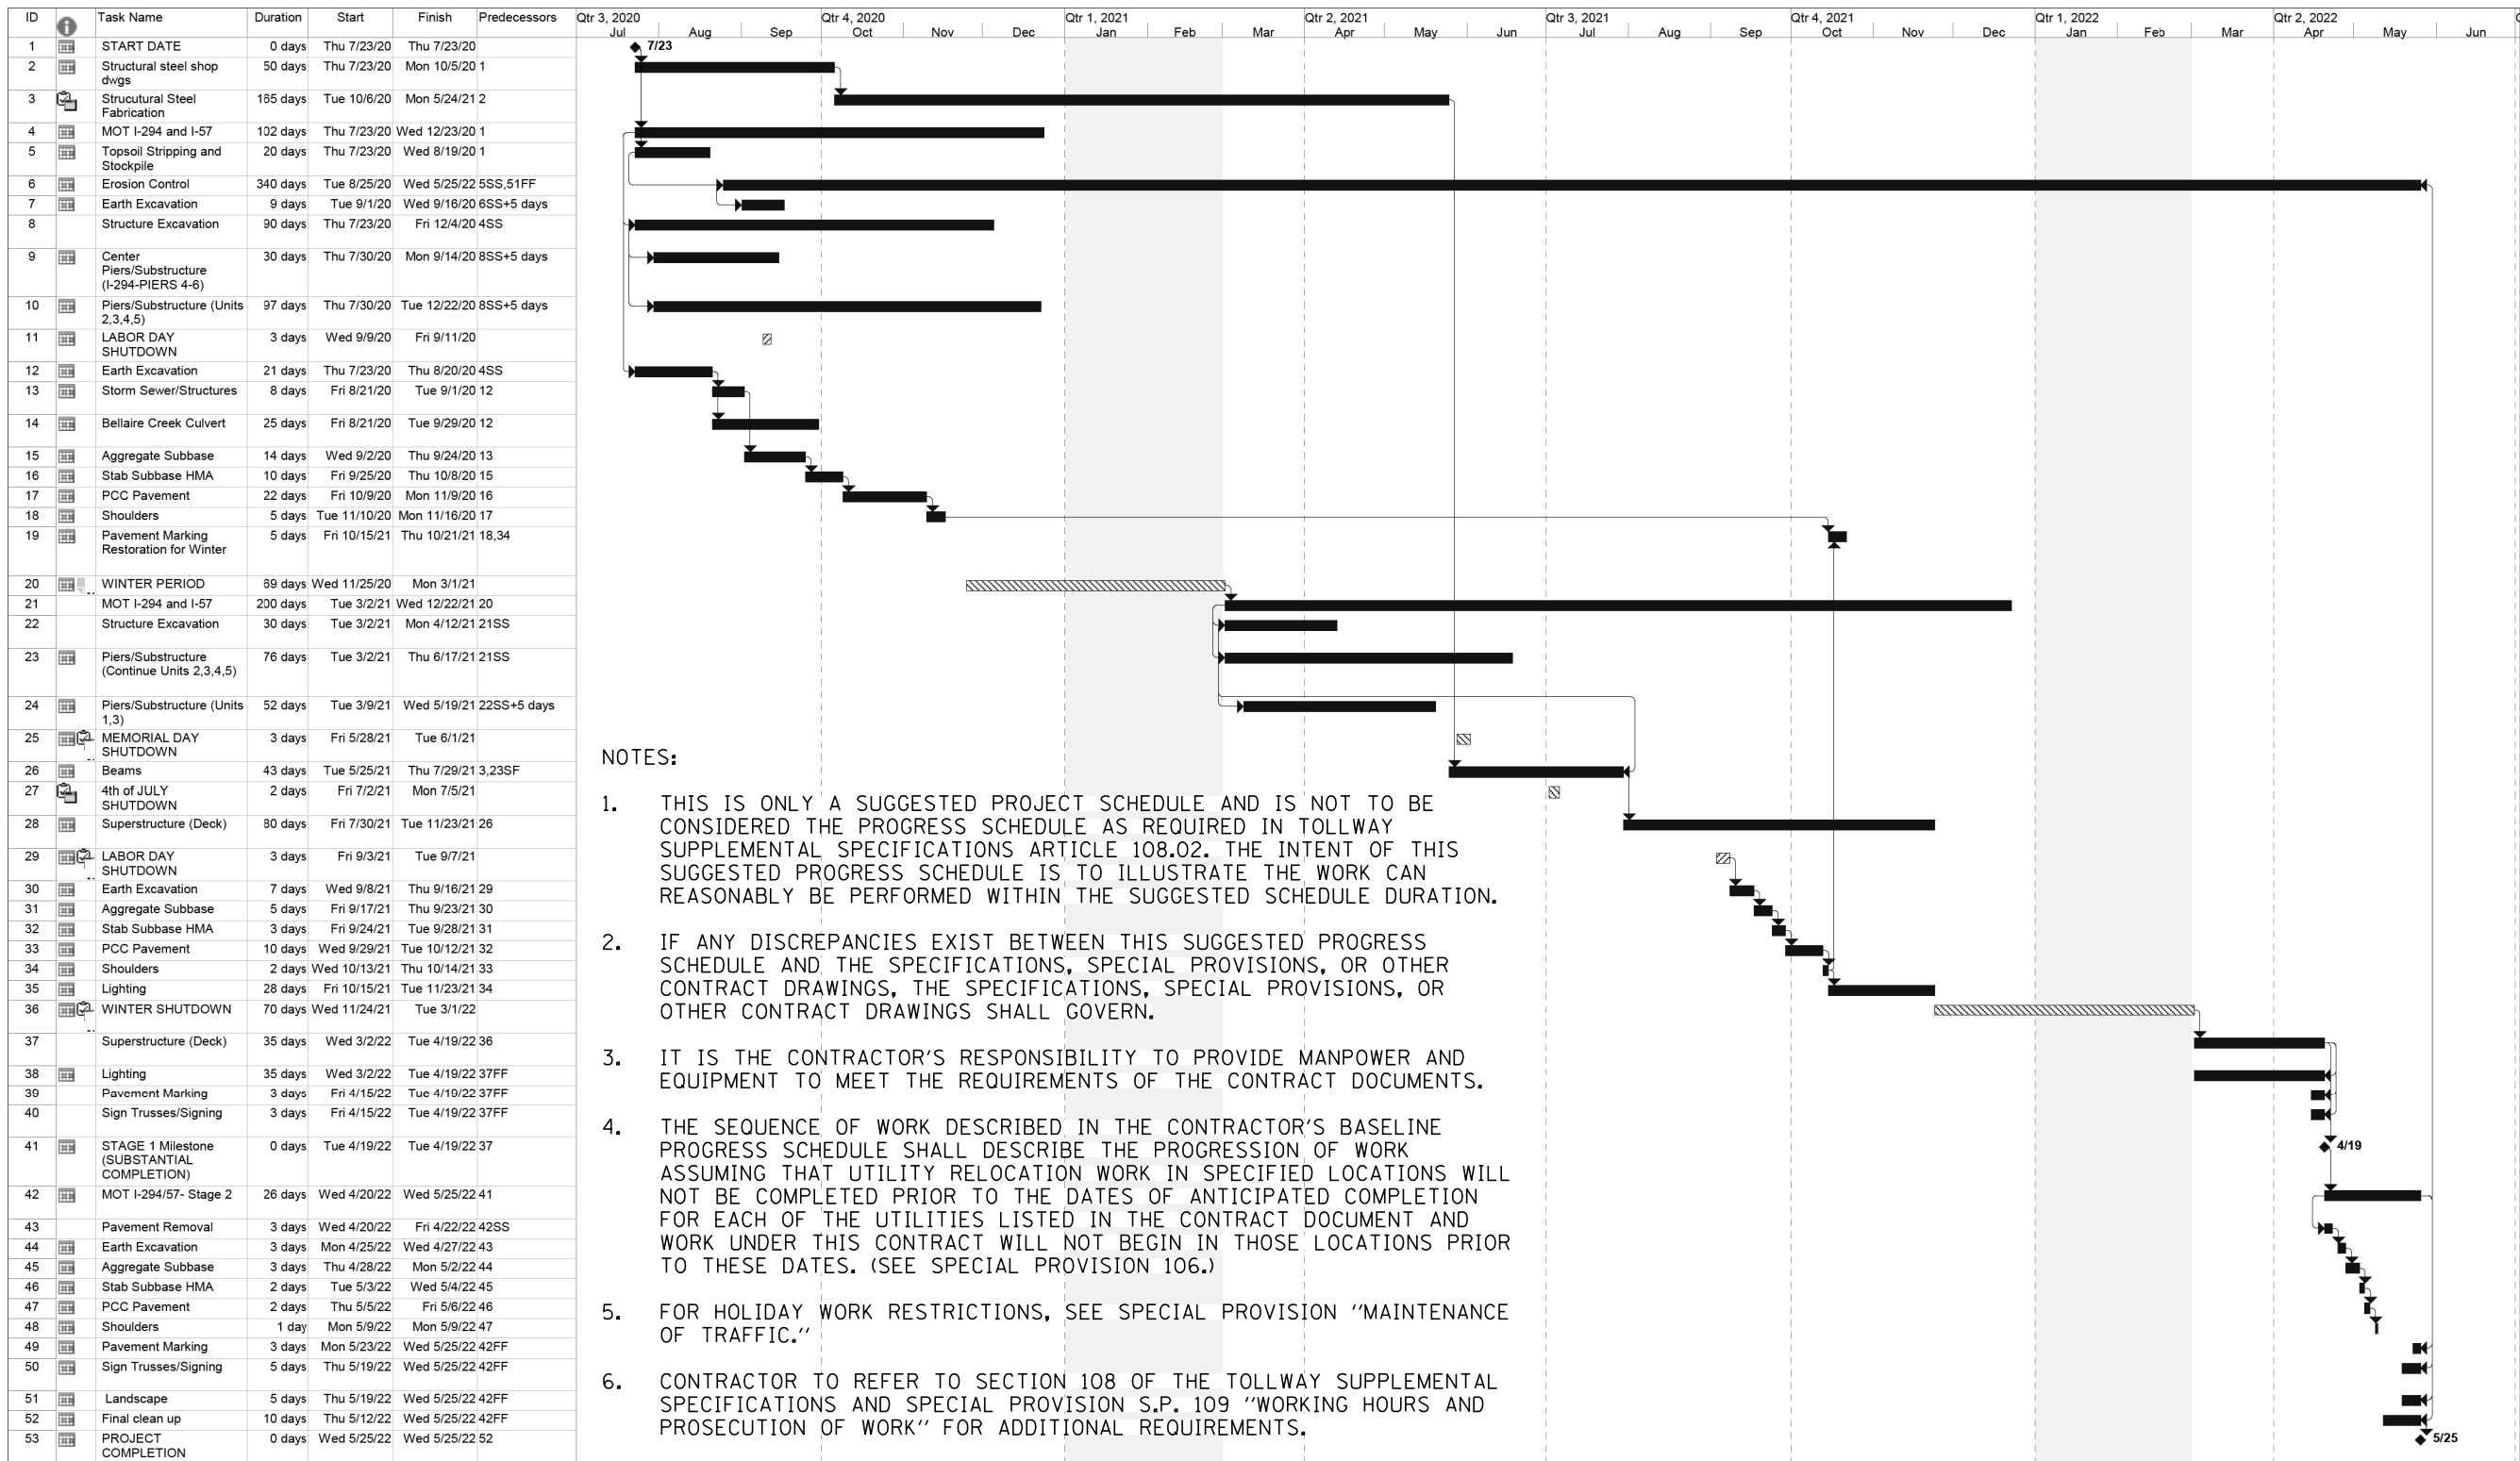 ID Task Name Duration Start Finish Predecessors
Qtr 3, 2020 Qtr 4, 2020 Qtr 1, 2021 Qtr 2, 2021 Qtr 3, 2021 Qtr 4, 2021 Qtr 1, 2022 Qtr 2, 2022
Jul Aug Sep Oct Nov Dec Jan Feb Mar Apr May Jun Jul Aug Sep Oct Nov Dec Jan Feb Mar Apr May Jun
1 START DATE 0 days Thu 7/23/20 Thu 7/23/20 7/23
2 Structural steel shop 50 days Thu 7/23/20 Mon 10/5/20 1
dwgs
3 Strucutural Steel 165 days Tue 10/6/20 Mon 5/24/21 2
Fabrication
4 MOT I-294 and I-57 102 days Thu 7/23/20 Wed 12/23/20 1
5 Topsoil Stripping and 20 days Thu 7/23/20 Wed 8/19/20 1
Stockpile
6 Erosion Control 340 days Tue 8/25/20 Wed 5/25/22 5SS,51FF
7 Earth Excavation 9 days Tue 9/1/20 Wed 9/16/20 6SS+5 days
8 Structure Excavation 90 days Thu 7/23/20 Fri 12/4/20 4SS
9 Center 30 days Thu 7/30/20 Mon 9/14/20 8SS+5 days
Piers/Substructure
(I-294-PIERS 4-6)
10 Piers/Substructure (Units 97 days Thu 7/30/20 Tue 12/22/20 8SS+5 days
2,3,4,5)
11 LABOR DAY 3 days Wed 9/9/20 Fri 9/11/20
SHUTDOWN
12 Earth Excavation 21 days Thu 7/23/20 Thu 8/20/20 4SS
13 Storm Sewer/Structures 8 days Fri 8/21/20 Tue 9/1/20 12
14 Bellaire Creek Culvert 25 days Fri 8/21/20 Tue 9/29/20 12
15 Aggregate Subbase 14 days Wed 9/2/20 Thu 9/24/20 13
16 Stab Subbase HMA 10 days Fri 9/25/20 Thu 10/8/20 15
17 PCC Pavement 22 days Fri 10/9/20 Mon 11/9/20 16
18 Shoulders 5 days Tue 11/10/20 Mon 11/16/20 17
19 Pavement Marking 5 days Fri 10/15/21 Thu 10/21/21 18,34
Restoration for Winter
20 WINTER PERIOD 69 days Wed 11/25/20 Mon 3/1/21
21 MOT I-294 and I-57 200 days Tue 3/2/21 Wed 12/22/21 20
22 Structure Excavation 30 days Tue 3/2/21 Mon 4/12/21 21SS
23 Piers/Substructure 76 days Tue 3/2/21 Thu 6/17/21 21SS
(Continue Units 2,3,4,5)
24 Piers/Substructure (Units 52 days Tue 3/9/21 Wed 5/19/21 22SS+5 days
1,3)
25 MEMORIAL DAY 3 days Fri 5/28/21 Tue 6/1/21
SHUTDOWN
26 Beams 43 days Tue 5/25/21 Thu 7/29/21 3,23SF
27 4th of JULY 2 days Fri 7/2/21 Mon 7/5/21
SHUTDOWN
28 Superstructure (Deck) 80 days Fri 7/30/21 Tue 11/23/21 26
29 LABOR DAY 3 days Fri 9/3/21 Tue 9/7/21
SHUTDOWN
30 Earth Excavation 7 days Wed 9/8/21 Thu 9/16/21 29
31 Aggregate Subbase 5 days Fri 9/17/21 Thu 9/23/21 30
32 Stab Subbase HMA 3 days Fri 9/24/21 Tue 9/28/21 31
33 PCC Pavement 10 days Wed 9/29/21 Tue 10/12/21 32
34 Shoulders 2 days Wed 10/13/21 Thu 10/14/21 33
35 Lighting 28 days Fri 10/15/21 Tue 11/23/21 34
36 WINTER SHUTDOWN 70 days Wed 11/24/21 Tue 3/1/22
37 Superstructure (Deck) 35 days Wed 3/2/22 Tue 4/19/22 36
38 Lighting 35 days Wed 3/2/22 Tue 4/19/22 37FF
39 Pavement Marking 3 days Fri 4/15/22 Tue 4/19/22 37FF
40 Sign Trusses/Signing 3 days Fri 4/15/22 Tue 4/19/22 37FF
41 STAGE 1 Milestone 0 days Tue 4/19/22 Tue 4/19/22 37 4/19
(SUBSTANTIAL
COMPLETION)
42 MOT I-294/57- Stage 2 26 days Wed 4/20/22 Wed 5/25/22 41
43 Pavement Removal 3 days Wed 4/20/22 Fri 4/22/22 42SS
44 Earth Excavation 3 days Mon 4/25/22 Wed 4/27/22 43
45 Aggregate Subbase 3 days Thu 4/28/22 Mon 5/2/22 44
46 Stab Subbase HMA 2 days Tue 5/3/22 Wed 5/4/22 45
47 PCC Pavement 2 days Thu 5/5/22 Fri 5/6/22 46
48 Shoulders 1 day Mon 5/9/22 Mon 5/9/22 47
49 Pavement Marking 3 days Mon 5/23/22 Wed 5/25/22 42FF
50 Sign Trusses/Signing 5 days Thu 5/19/22 Wed 5/25/22 42FF
51 Landscape 5 days Thu 5/19/22 Wed 5/25/22 42FF
52 Final clean up 10 days Thu 5/12/22 Wed 5/25/22 42FF
53 PROJECT 0 days Wed 5/25/22 Wed 5/25/22 52 5/25
COMPLETION
NOTES:
1. THIS IS ONLY A SUGGESTED PROJECT SCHEDULE AND IS NOT TO BE
CONSIDERED THE PROGRESS SCHEDULE AS REQUIRED IN TOLLWAY
SUPPLEMENTAL SPECIFICATIONS ARTICLE 108.02. THE INTENT OF THIS
SUGGESTED PROGRESS SCHEDULE IS TO ILLUSTRATE THE WORK CAN
REASONABLY BE PERFORMED WITHIN THE SUGGESTED SCHEDULE DURATION.
2. IF ANY DISCREPANCIES EXIST BETWEEN THIS SUGGESTED PROGRESS
SCHEDULE AND THE SPECIFICATIONS, SPECIAL PROVISIONS, OR OTHER
CONTRACT DRAWINGS, THE SPECIFICATIONS, SPECIAL PROVISIONS, OR
OTHER CONTRACT DRAWINGS SHALL GOVERN.
3. IT IS THE CONTRACTOR'S RESPONSIBILITY TO PROVIDE MANPOWER AND
EQUIPMENT TO MEET THE REQUIREMENTS OF THE CONTRACT DOCUMENTS.
4. THE SEQUENCE OF WORK DESCRIBED IN THE CONTRACTOR'S BASELINE
PROGRESS SCHEDULE SHALL DESCRIBE THE PROGRESSION OF WORK
ASSUMING THAT UTILITY RELOCATION WORK IN SPECIFIED LOCATIONS WILL
NOT BE COMPLETED PRIOR TO THE DATES OF ANTICIPATED COMPLETION
FOR EACH OF THE UTILITIES LISTED IN THE CONTRACT DOCUMENT AND
WORK UNDER THIS CONTRACT WILL NOT BEGIN IN THOSE LOCATIONS PRIOR
TO THESE DATES. (SEE SPECIAL PROVISION 106.)
5. FOR HOLIDAY WORK RESTRICTIONS, SEE SPECIAL PROVISION "MAINTENANCE
OF TRAFFIC."
6. CONTRACTOR TO REFER TO SECTION 108 OF THE TOLLWAY SUPPLEMENTAL
SPECIFICATIONS AND SPECIAL PROVISION S.P. 109 "WORKING HOURS AND
PROSECUTION OF WORK" FOR ADDITIONAL REQUIREMENTS.